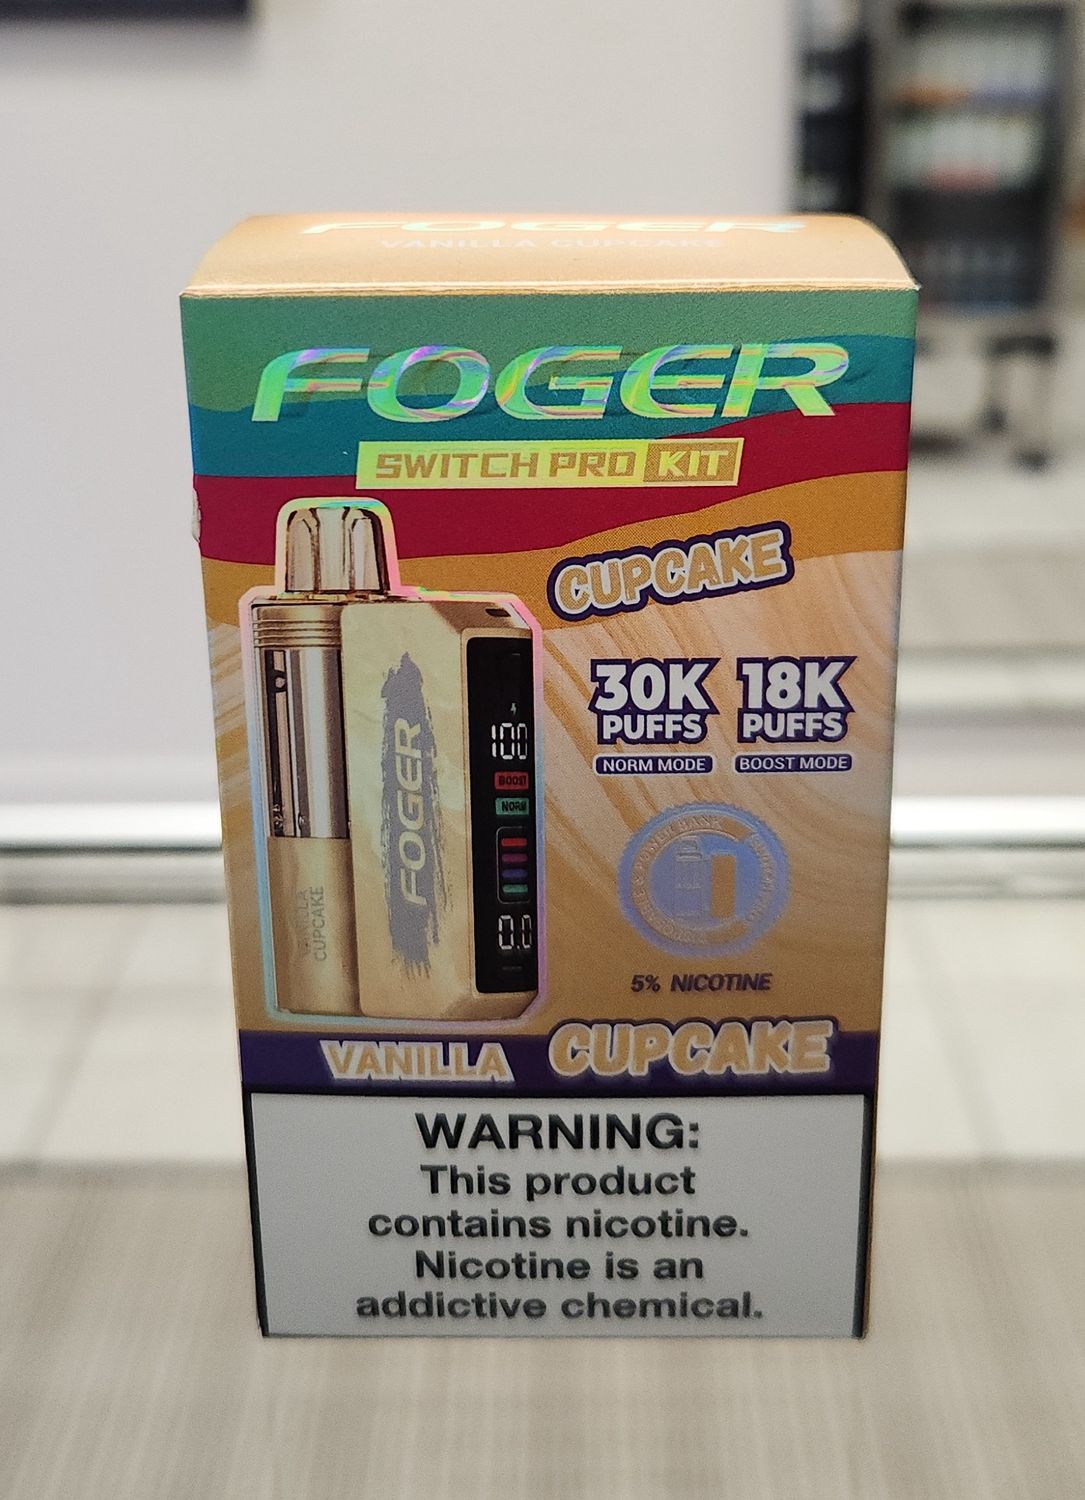 FOGER
VANILLA CUPCAKE
FOGER
SWITCH PRO KIT
CUPCAKE
30K 18K
PUFFS PUFFS
NORM MODE BOOST MODE
100
BOOST
NORM
FOGER
0.0
VANILLA
CUPCAKE
5% NICOTINE
VANILLA CUPCAKE
WARNING:
This product
contains nicotine.
Nicotine is an
addictive chemical.